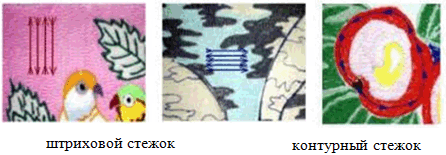 штриховой стежок
контурный стежок